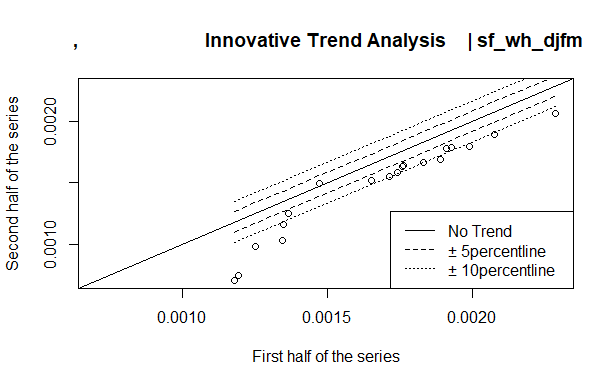 , Innovative Trend Analysis | sf_wh_djfm
Second half of the series
0.0020
0.0010
No Trend
± 5percentline
± 10percentline
0.0010 0.0015 0.0020
First half of the series